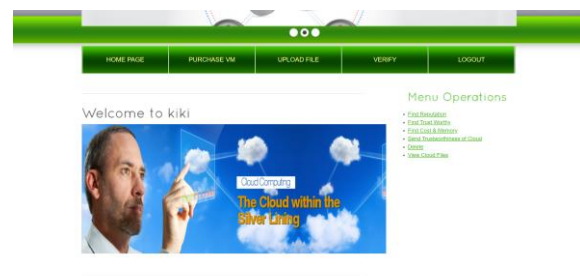 HOME PAGE
PURCHASE VM
UPLOAD FILE
VERIFY
LOGOUT
Welcome to kiki
Cloud Computing
The Cloud within the
Silver Lining
Menu Operations
Find Reputation
Find Trust Worthy
Find Cost & Memory
Send Trustworthiness of Cloud
Delete
View Cloud Files